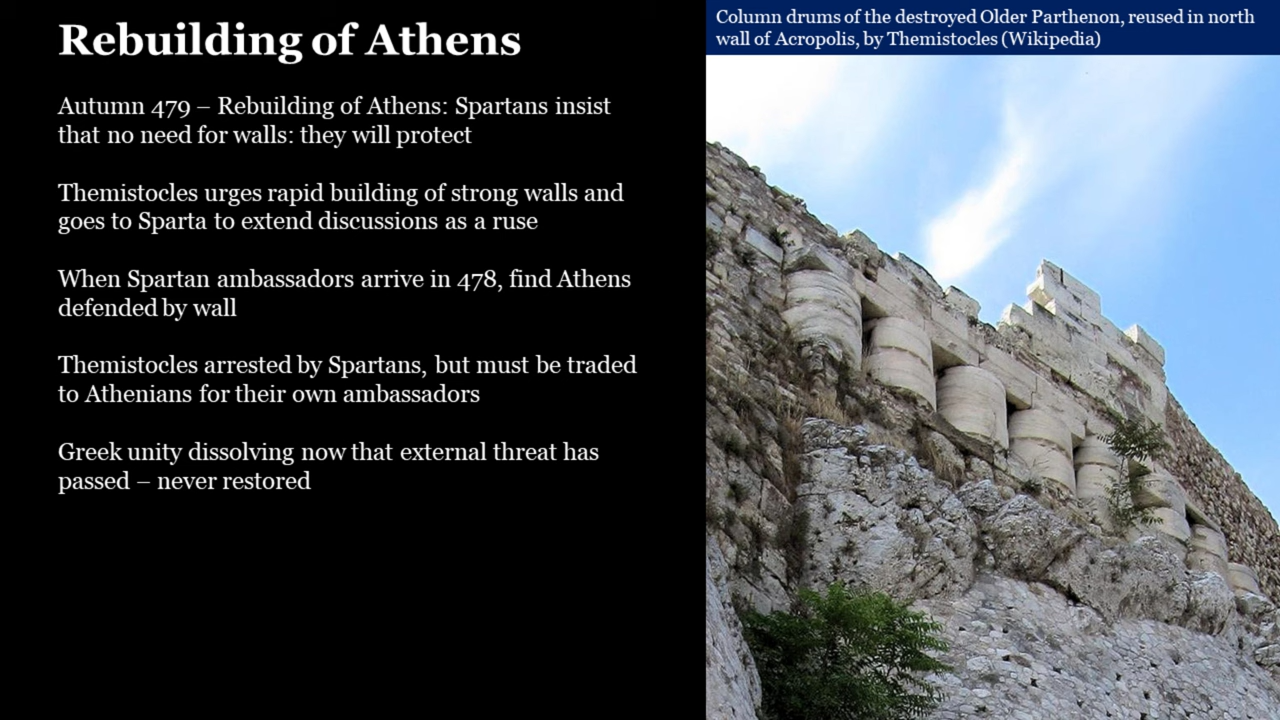 Rebuilding of Athens
Column drums of the destroyed Older Parthenon, reused in north
wall of Acropolis, by Themistocles (Wikipedia)
Autumn 479 – Rebuilding of Athens: Spartans insist
that no need for walls: they will protect
Themistocles urges rapid building of strong walls and
goes to Sparta to extend discussions as a ruse
When Spartan ambassadors arrive in 478, find Athens
defended by wall
Themistocles arrested by Spartans, but must be traded
to Athenians for their own ambassadors
Greek unity dissolving now that external threat has
passed – never restored